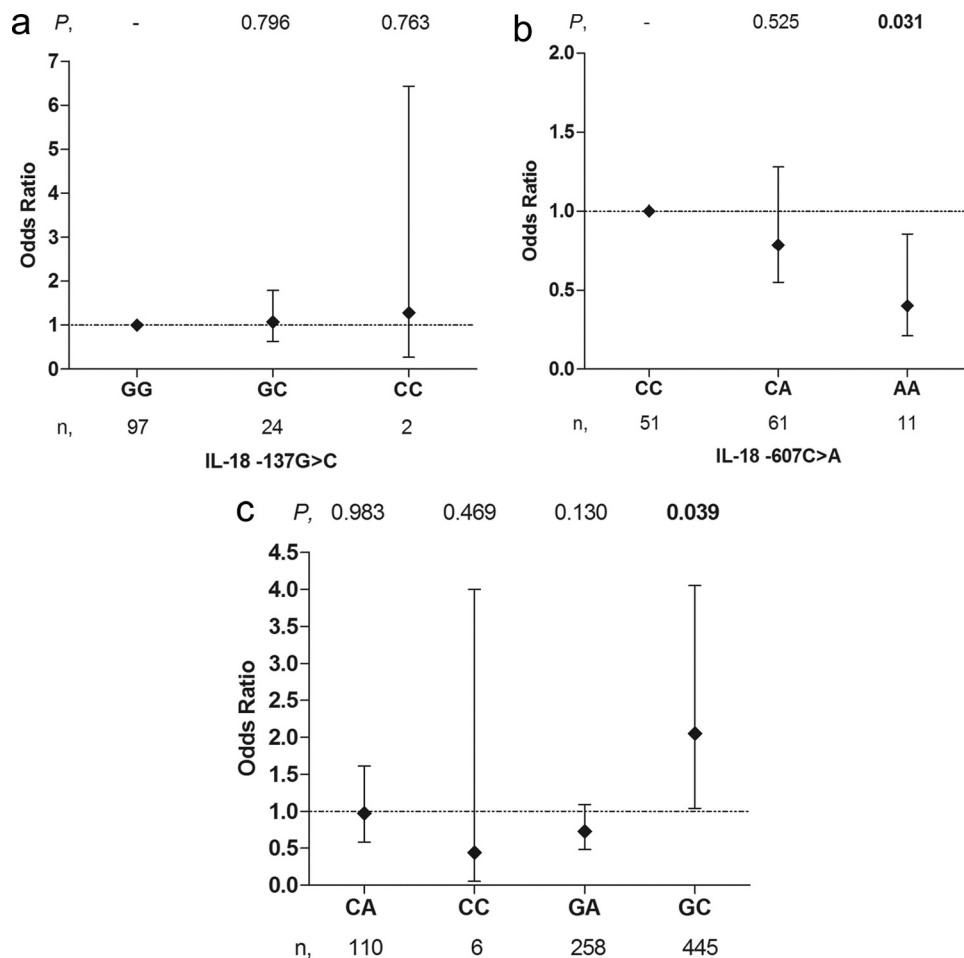 a
P, - 0.796 0.763
7
6
5
4
3
2
1
0
Odds Ratio
GG GC CC
n, 97 24 2
IL-18 -137G>C
b
P, - 0.525 0.031
2.0
1.5
1.0
0.5
0.0
Odds Ratio
CC CA AA
n, 51 61 11
IL-18 -607C>A
c
P, 0.983 0.469 0.130 0.039
4.5
4.0
3.5
3.0
2.5
2.0
1.5
1.0
0.5
0.0
Odds Ratio
CA CC GA GC
n, 110 6 258 445